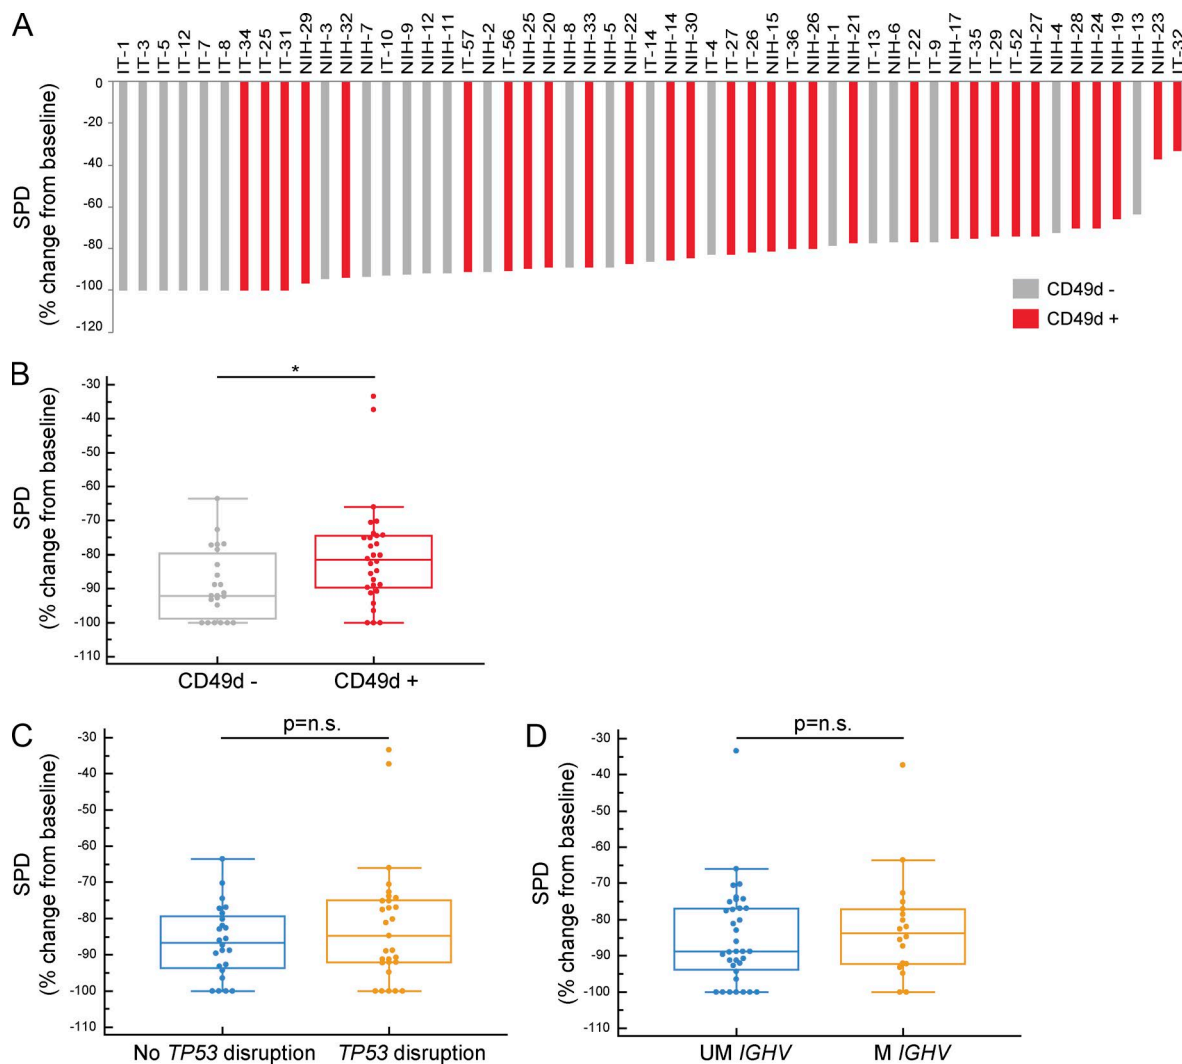 A
IT-1 IT-3 IT-5 IT-12 IT-7 IT-8 IT-34 IT-25 IT-31 NIH-29 NIH-3 NIH-32 NIH-7 IT-10 NIH-9 NIH-12 NIH-11 IT-57 NIH-2 IT-56 NIH-25 NIH-20 NIH-8 NIH-33 NIH-5 NIH-22 IT-14 NIH-14 NIH-30 IT-4 IT-27 IT-26 NIH-15 IT-36 NIH-26 NIH-1 NIH-21 IT-13 NIH-6 IT-22 IT-9 NIH-17 IT-35 IT-29 IT-52 NIH-27 NIH-4 NIH-28 NIH-24 NIH-19 NIH-13 NIH-23 IT-32
SPD
(% change from baseline)
0
-20
-40
-60
-80
-100
-120
CD49d -
CD49d +
B
SPD
(% change from baseline)
-30
-40
-50
-60
-70
-80
-90
-100
-110
*
CD49d - CD49d +
C
SPD
(% change from baseline)
-30
-40
-50
-60
-70
-80
-90
-100
-110
p=n.s.
No TP53 disruption TP53 disruption
D
SPD
(% change from baseline)
-30
-40
-50
-60
-70
-80
-90
-100
-110
p=n.s.
UM IGHV M IGHV